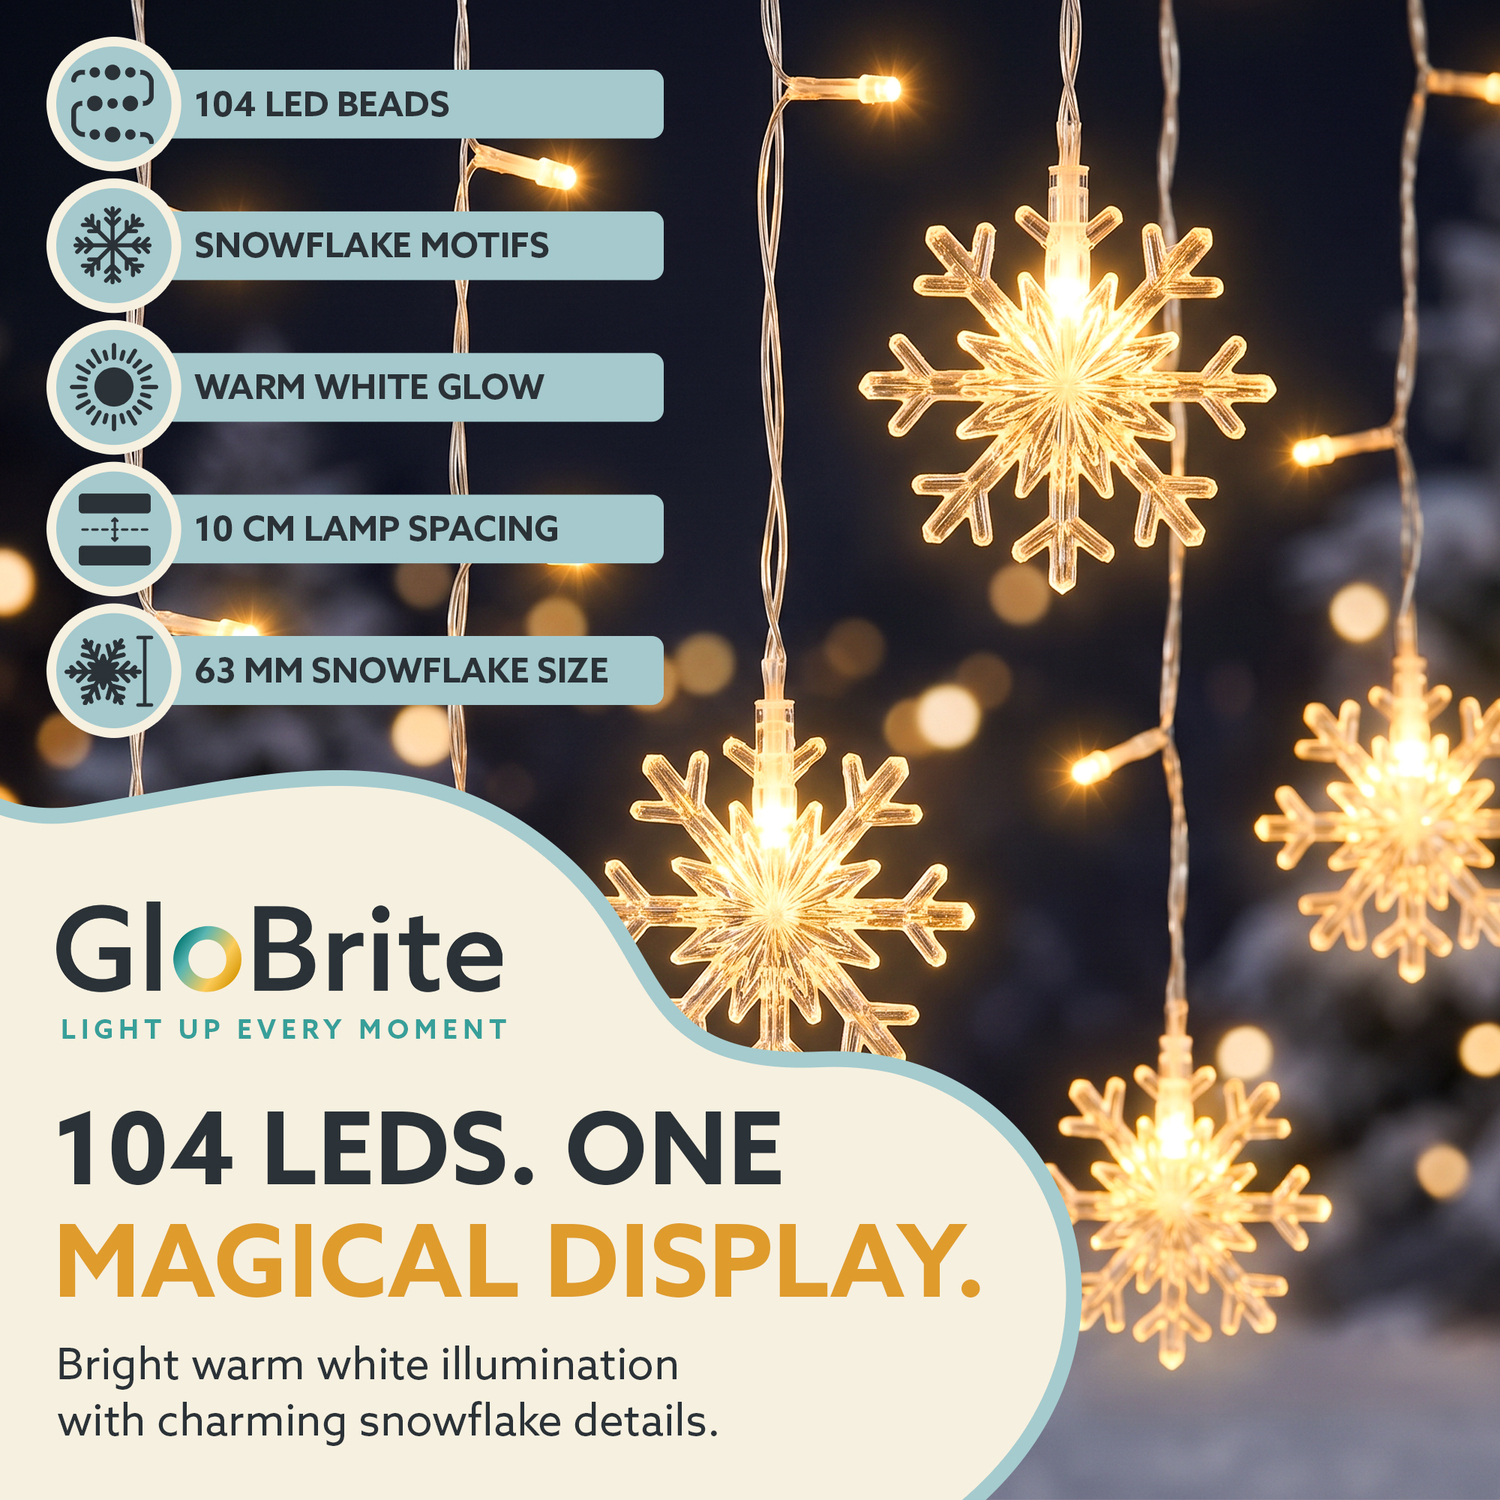 104 LED BEADS
SNOWFLAKE MOTIFS
WARM WHITE GLOW
10 CM LAMP SPACING
63 MM SNOWFLAKE SIZE
GloBrite
LIGHT UP EVERY MOMENT
104 LEDS. ONE
MAGICAL DISPLAY.
Bright warm white illumination
with charming snowflake details.